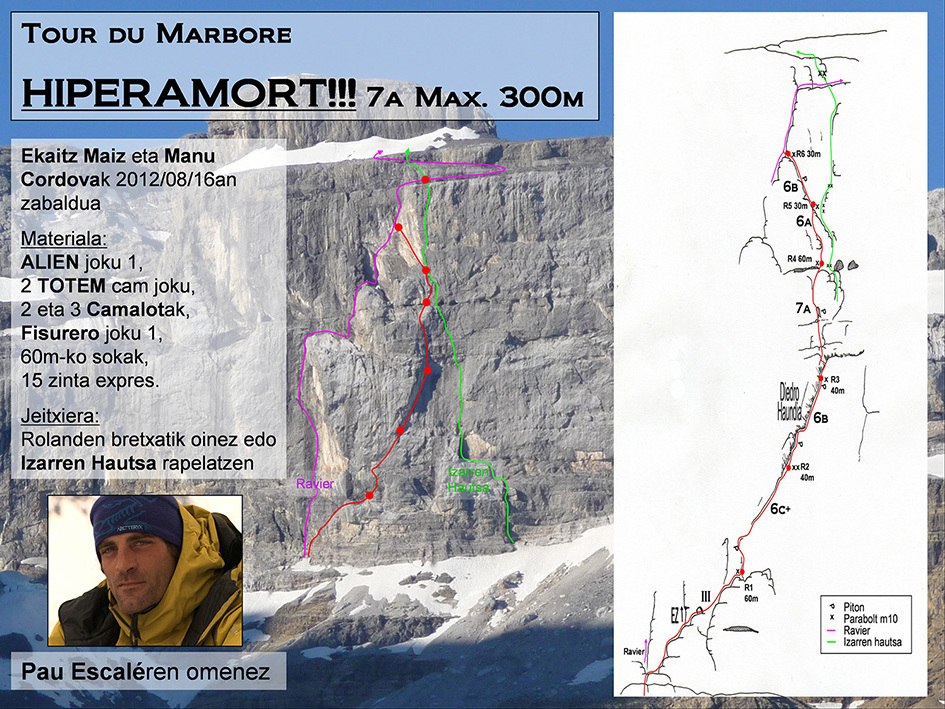 TOUR DU MARBORE
HIPERAMORT!!! 7A MAX. 300M
Ekaitz Maiz eta Manu
Cordovak 2012/08/16an
zabaldua
Materiala:
ALIEN joku 1,
2 TOTEM cam joku,
2 eta 3 Camalotak,
Fisurero joku 1,
60m-ko sokak,
15 zinta expres.
Jeitxiera:
Rolanden bretxatik oinez edo
Izarren Hautsa rapelatzen
Ravier
Izarren
Hautsa
ARC'TERYX
Pau Escaléren omenez
xx
xR6 30m
6B
R5 30m x
6A
R4 60m x
7A
x R3
40m
Diedro
Haundia
6B
xx R2
40m
6C+
x
R1
60m
III
EZ 1T
Ravier
Piton
x Parabolt m10
Ravier
Izarren hautsa